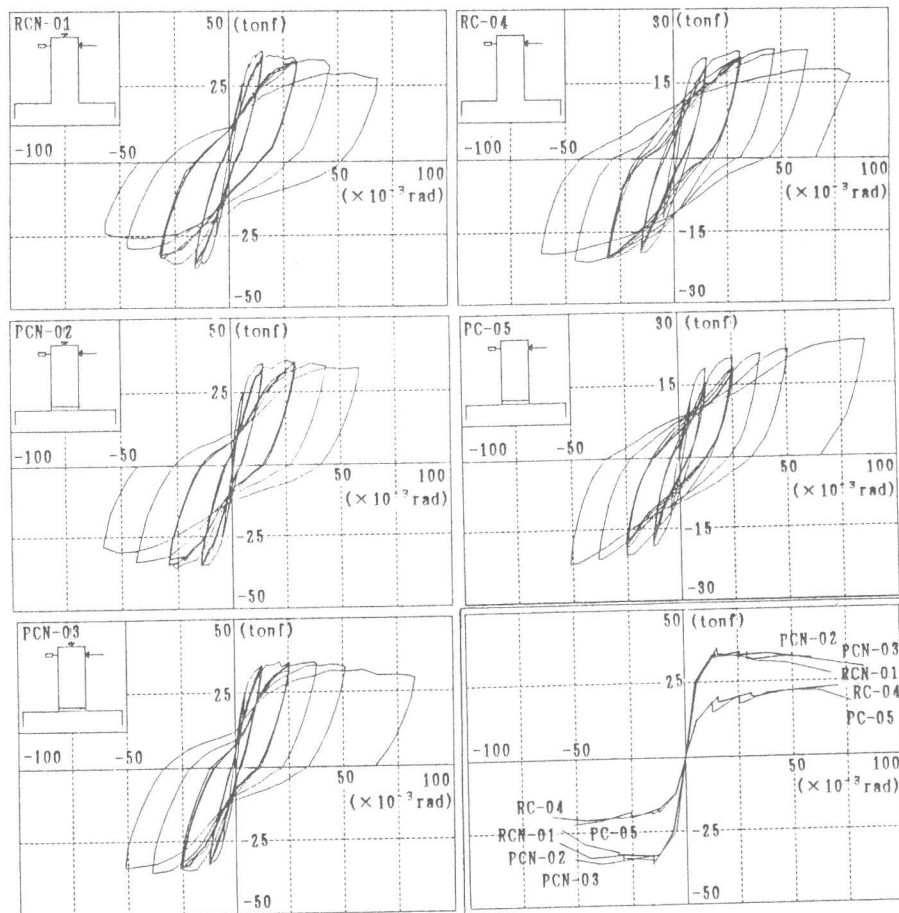 RCN-01
50 (tonf)
25
-100 -50
50 100
(×10⁻³rad)
-25
-50
RC-04
30 (tonf)
15
-100 -50
50 100
(×10⁻³rad)
-15
-30
PCN-02
50 (tonf)
25
-100 -50
50 100
(×10⁻³rad)
-25
-50
PC-05
30 (tonf)
15
-100 -50
50 100
(×10⁻³rad)
-15
-30
PCN-03
50 (tonf)
25
-100 -50
50 100
(×10⁻³rad)
-25
-50
50 (tonf)
PCN-02
PCN-03
25
RCN-01
RC-04
PC-05
-100 -50
50 100
(×10⁻³rad)
RC-04
-25
RCN-01 PC-05
PCN-02
PCN-03
-50